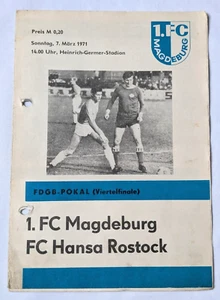 Preis M 0,20
Sonntag, 7. März 1971
16.00 Uhr, Heinrich-Germer-Stadion
1.FC
MAGDEBURG
FDGB-POKAL (Viertelfinale)
1. FC Magdeburg
FC Hansa Rostock